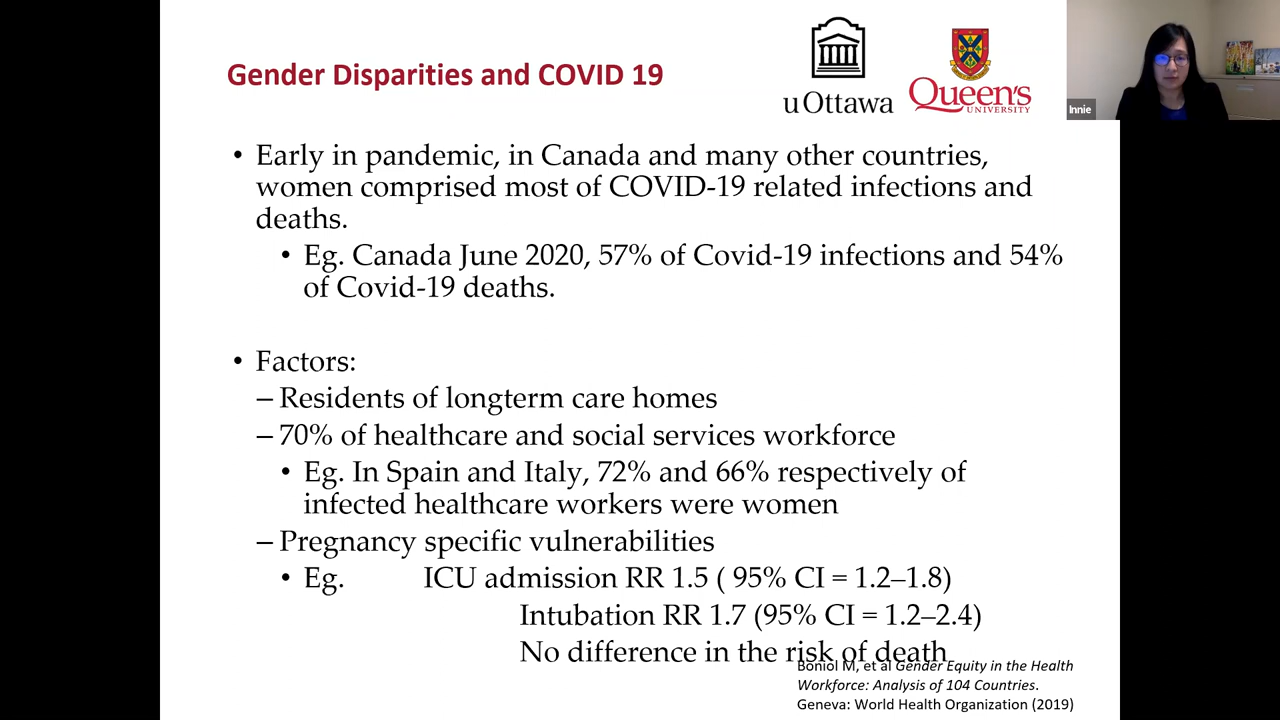 Gender Disparities and COVID 19
uOttawa
Queen's
UNIVERSITY
Innie
• Early in pandemic, in Canada and many other countries,
women comprised most of COVID-19 related infections and
deaths.
• Eg. Canada June 2020, 57% of Covid-19 infections and 54%
of Covid-19 deaths.
• Factors:
– Residents of longterm care homes
– 70% of healthcare and social services workforce
• Eg. In Spain and Italy, 72% and 66% respectively of
infected healthcare workers were women
– Pregnancy specific vulnerabilities
• Eg. ICU admission RR 1.5 ( 95% CI = 1.2–1.8)
Intubation RR 1.7 (95% CI = 1.2–2.4)
No difference in the risk of death
Boniol M, et al Gender Equity in the Health
Workforce: Analysis of 104 Countries.
Geneva: World Health Organization (2019)